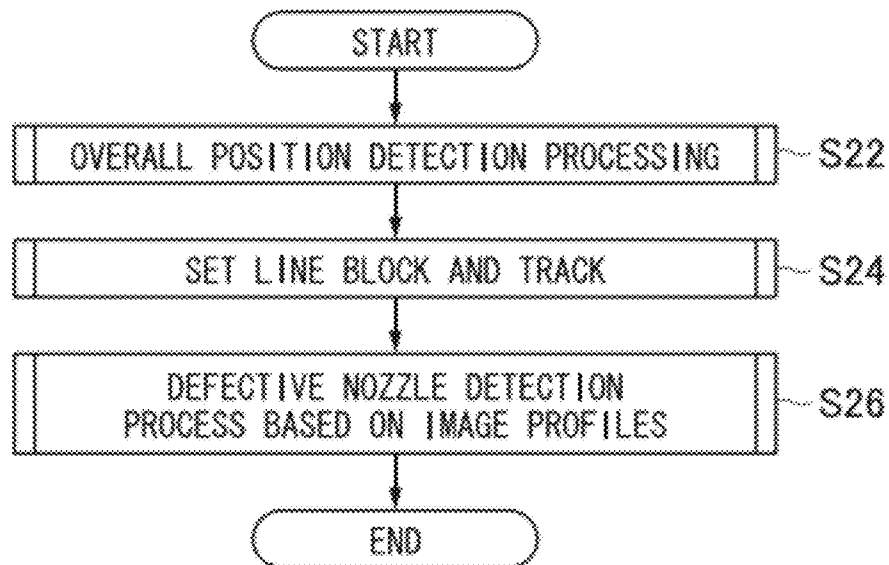 START
OVERALL POSITION DETECTION PROCESSING
S22
SET LINE BLOCK AND TRACK
S24
DEFECTIVE NOZZLE DETECTION
PROCESS BASED ON IMAGE PROFILES
S26
END